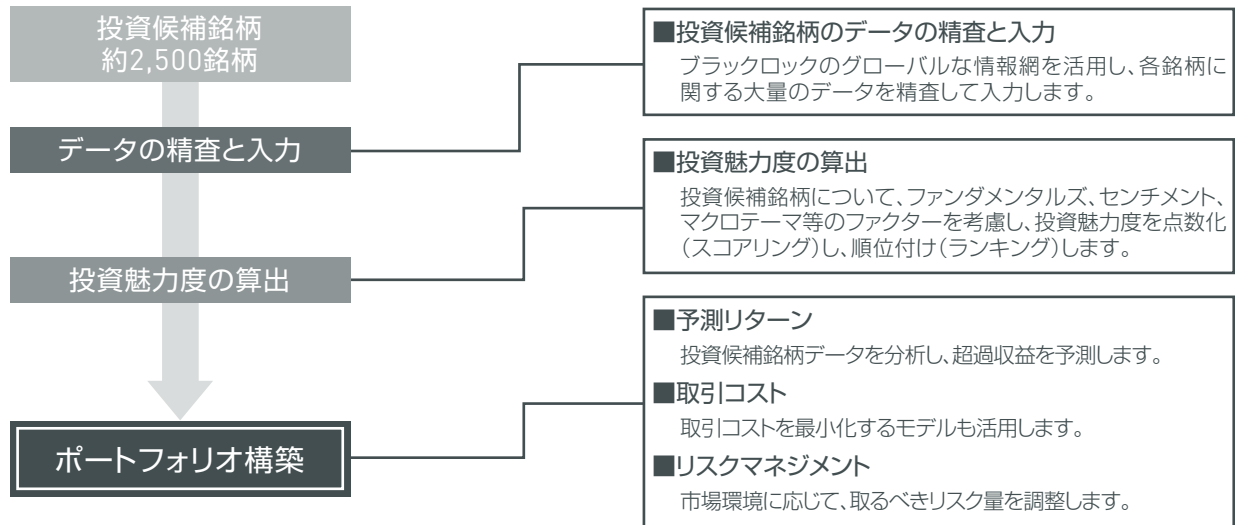 投資候補銘柄
約2,500銘柄
データの精査と入力
投資魅力度の算出
ポートフォリオ構築
■投資候補銘柄のデータの精査と入力
ブラックロックのグローバルな情報網を活用し、各銘柄に
関する大量のデータを精査して入力します。
■投資魅力度の算出
投資候補銘柄について、ファンダメンタルズ、センチメント、
マクロテーマ等のファクターを考慮し、投資魅力度を点数化
（スコアリング）し、順位付け（ランキング）します。
■予測リターン
投資候補銘柄データを分析し、超過収益を予測します。
■取引コスト
取引コストを最小化するモデルも活用します。
■リスクマネジメント
市場環境に応じて、取るべきリスク量を調整します。